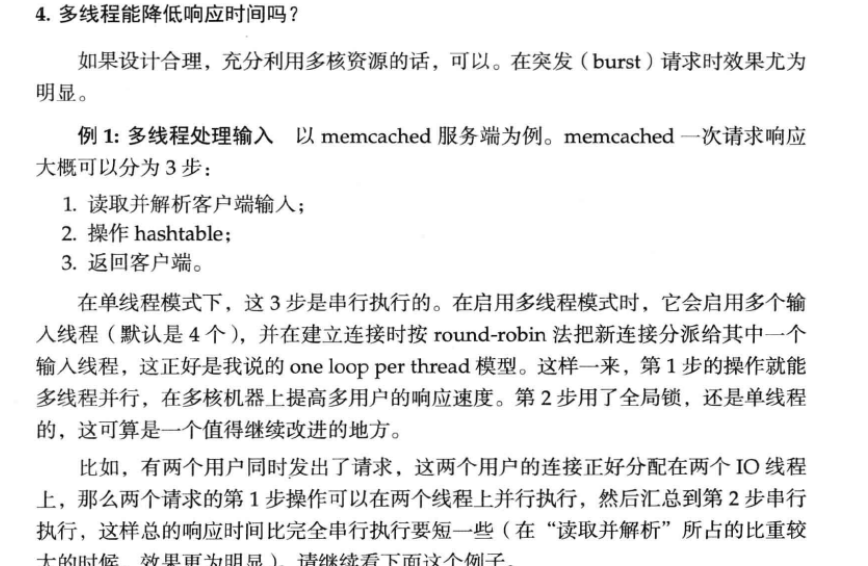 4. 多线程能降低响应时间吗？
如果设计合理，充分利用多核资源的话，可以。在突发（burst）请求时效果尤为
明显。
例 1: 多线程处理输入 以 memcached 服务端为例。memcached 一次请求响应
大概可以分为 3 步：
1. 读取并解析客户端输入；
2. 操作 hashtable；
3. 返回客户端。
在单线程模式下，这 3 步是串行执行的。在启用多线程模式时，它会启用多个输
入线程（默认是 4 个），并在建立连接时按 round-robin 法把新连接分派给其中一个
输入线程，这正好是我说的 one loop per thread 模型。这样一来，第 1 步的操作就能
多线程并行，在多核机器上提高多用户的响应速度。第 2 步用了全局锁，还是单线程
的，这可算是一个值得继续改进的地方。
比如，有两个用户同时发出了请求，这两个用户的连接正好分配在两个 IO 线程
上，那么两个请求的第 1 步操作可以在两个线程上并行执行，然后汇总到第 2 步串行
执行，这样总的响应时间比完全串行执行要短一些（在“读取并解析”所占的比重较
大的时候，效果更为明显）。请继续看下面这个例子。